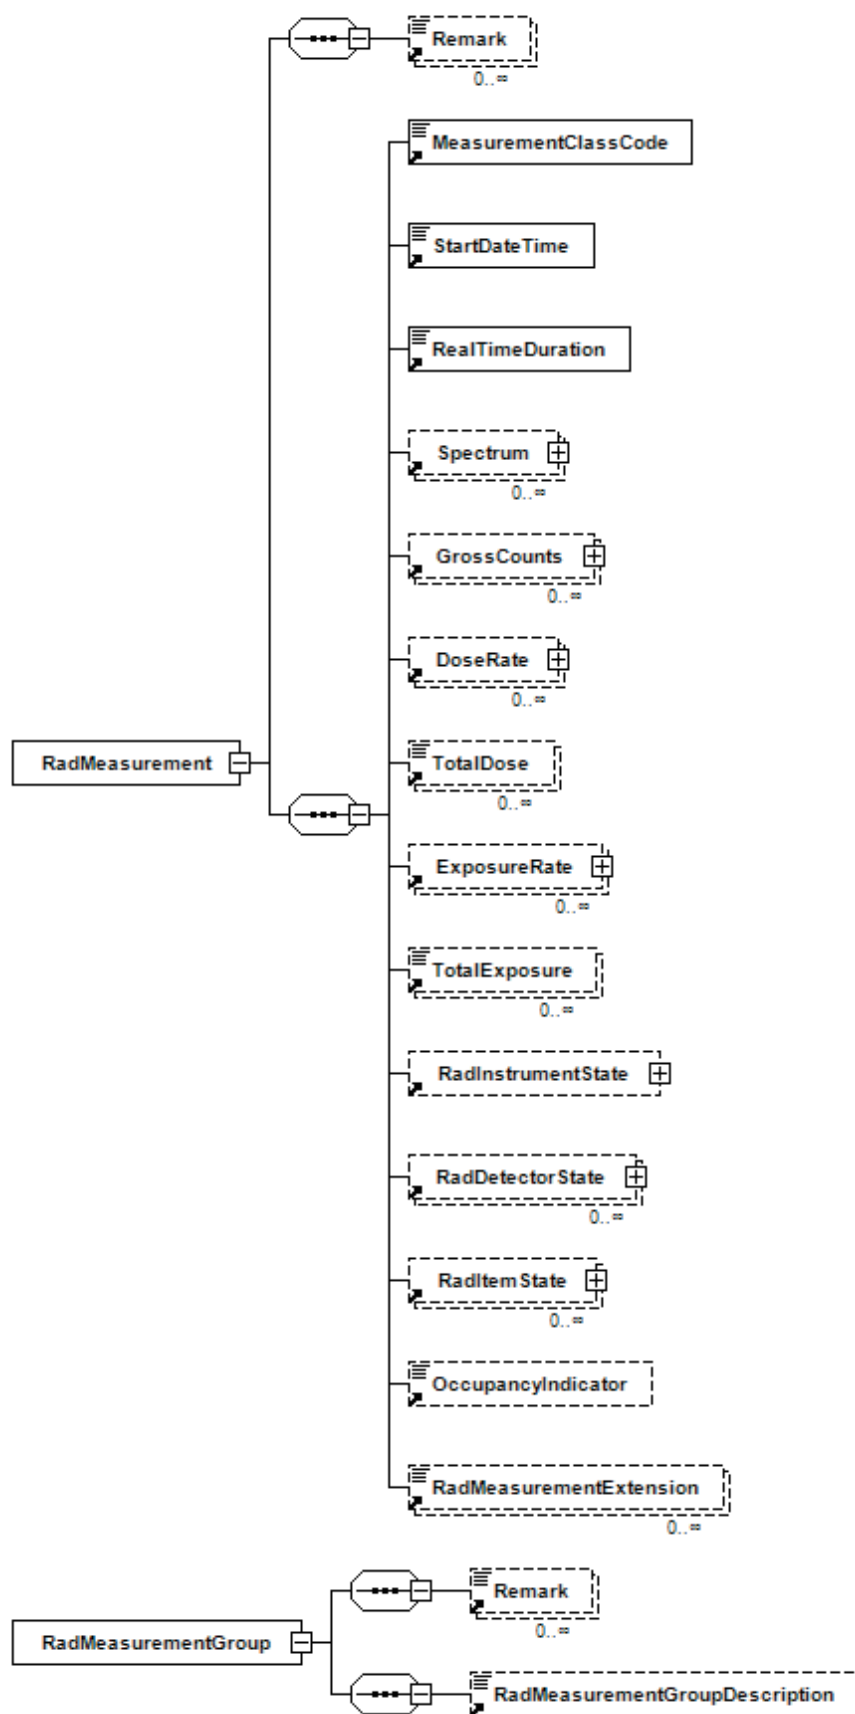 Remark
0..∞
MeasurementClassCode
StartDateTime
RealTimeDuration
Spectrum
0..∞
GrossCounts
0..∞
DoseRate
0..∞
RadMeasurement
TotalDose
0..∞
ExposureRate
0..∞
TotalExposure
0..∞
RadInstrumentState
RadDetectorState
0..∞
RadItemState
0..∞
OccupancyIndicator
RadMeasurementExtension
0..∞
Remark
0..∞
RadMeasurementGroup
RadMeasurementGroupDescription